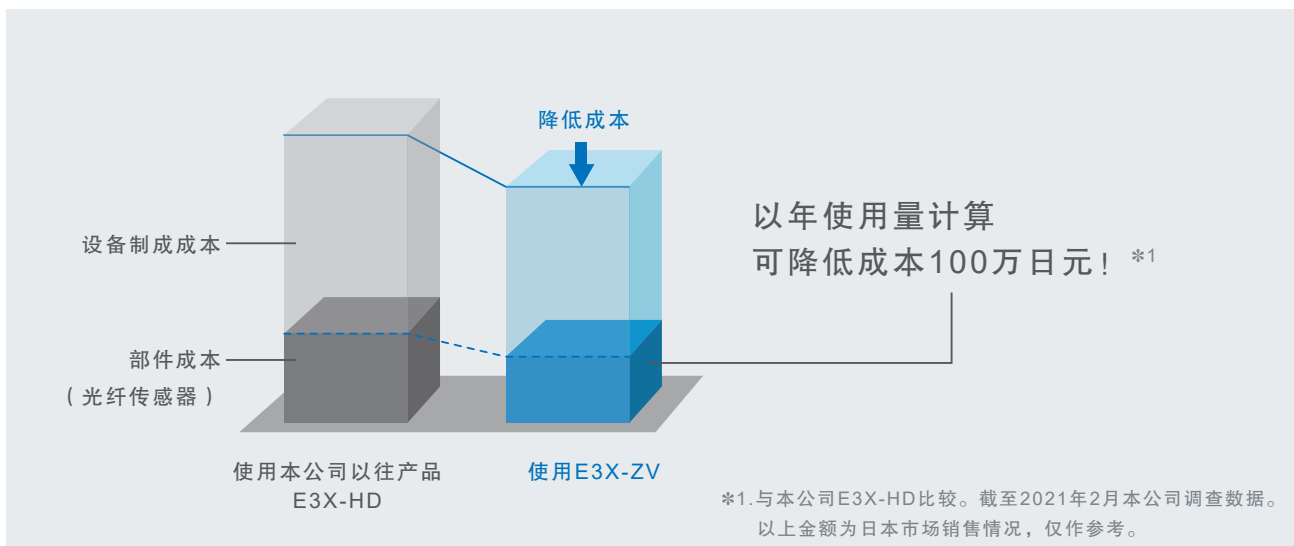 降低成本
以年使用量计算
可降低成本100万日元！*1
设备制成成本
部件成本
（光纤传感器）
使用本公司以往产品
E3X-HD
使用E3X-ZV
*1.与本公司E3X-HD比较。截至2021年2月本公司调查数据。
以上金额为日本市场销售情况，仅作参考。